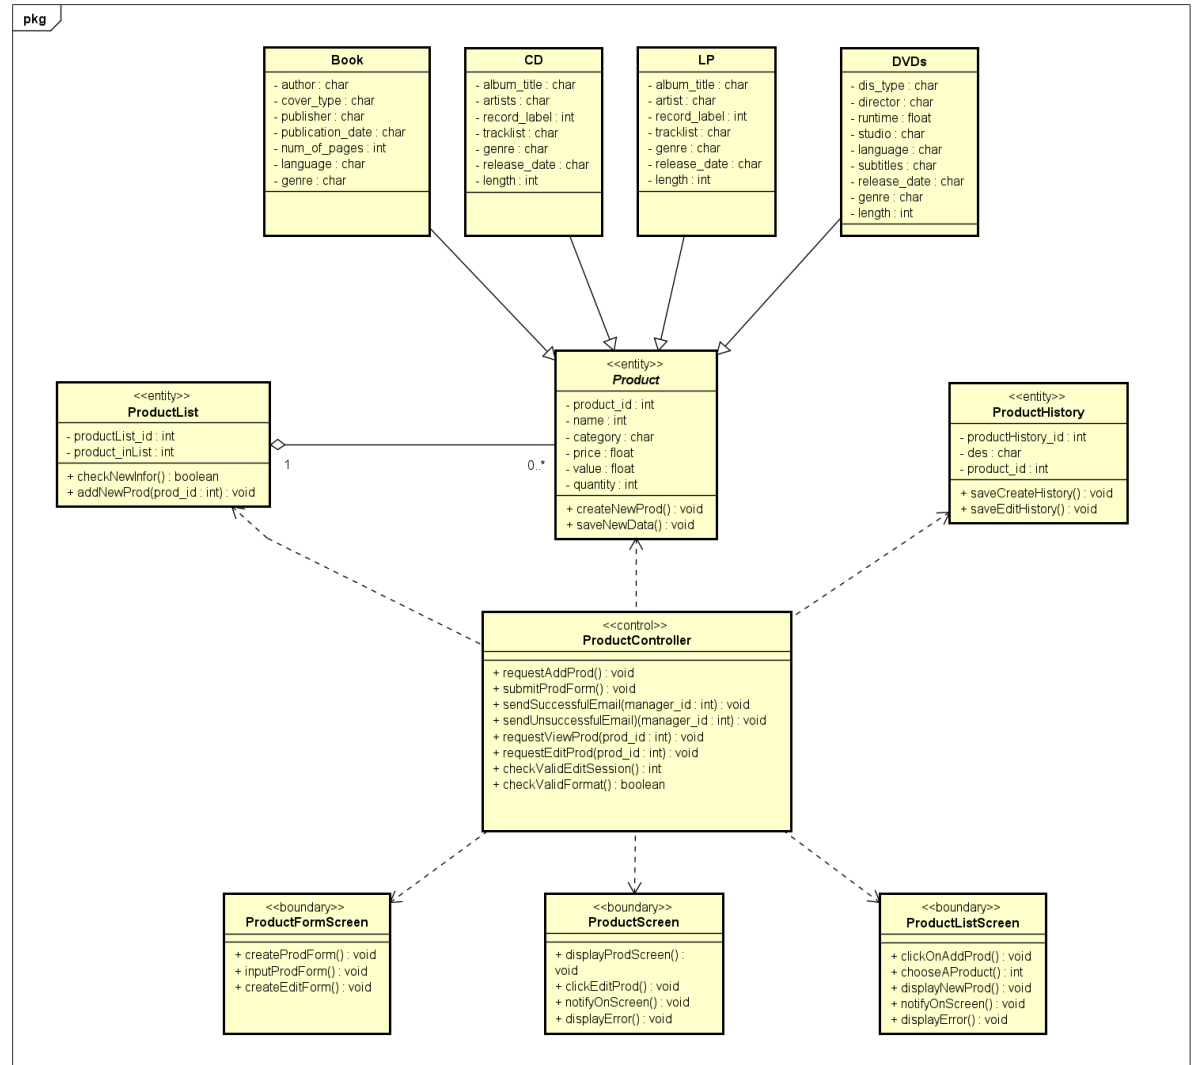 pkg
Book
- author : char
- cover_type : char
- publisher : char
- publication_date : char
- num_of_pages : int
- language : char
- genre : char
CD
- album_title : char
- artists : char
- record_label : int
- tracklist : char
- genre : char
- release_date : char
- length : int
LP
- album_title : char
- artist : char
- record_label : int
- tracklist : char
- genre : char
- release_date : char
- length : int
DVDs
- dis_type : char
- director : char
- runtime : float
- studio : char
- language : char
- subtitles : char
- release_date : char
- genre : char
- length : int
<<entity>>
ProductList
- productList_id : int
- product_inList : int
+ checkNewInfor() : boolean
+ addNewProd(prod_id : int) : void
1
0..*
<<entity>>
Product
- product_id : int
- name : int
- category : char
- price : float
- value : float
- quantity : int
+ createNewProd() : void
+ saveNewData() : void
<<entity>>
ProductHistory
- productHistory_id : int
- des : char
- product_id : int
+ saveCreateHistory() : void
+ saveEditHistory() : void
<<control>>
ProductController
+ requestAddProd() : void
+ submitProdForm() : void
+ sendSuccessfulEmail(manager_id : int) : void
+ sendUnsuccessfulEmail)(manager_id : int) : void
+ requestViewProd(prod_id : int) : void
+ requestEditProd(prod_id : int) : void
+ checkValidEditSession() : int
+ checkValidFormat() : boolean
<<boundary>>
ProductFormScreen
+ createProdForm() : void
+ inputProdForm() : void
+ createEditForm() : void
<<boundary>>
ProductScreen
+ displayProdScreen() :
void
+ clickEditProd() : void
+ notifyOnScreen() : void
+ displayError() : void
<<boundary>>
ProductListScreen
+ clickOnAddProd() : void
+ chooseAProduct() : int
+ displayNewProd() : void
+ notifyOnScreen() : void
+ displayError() : void